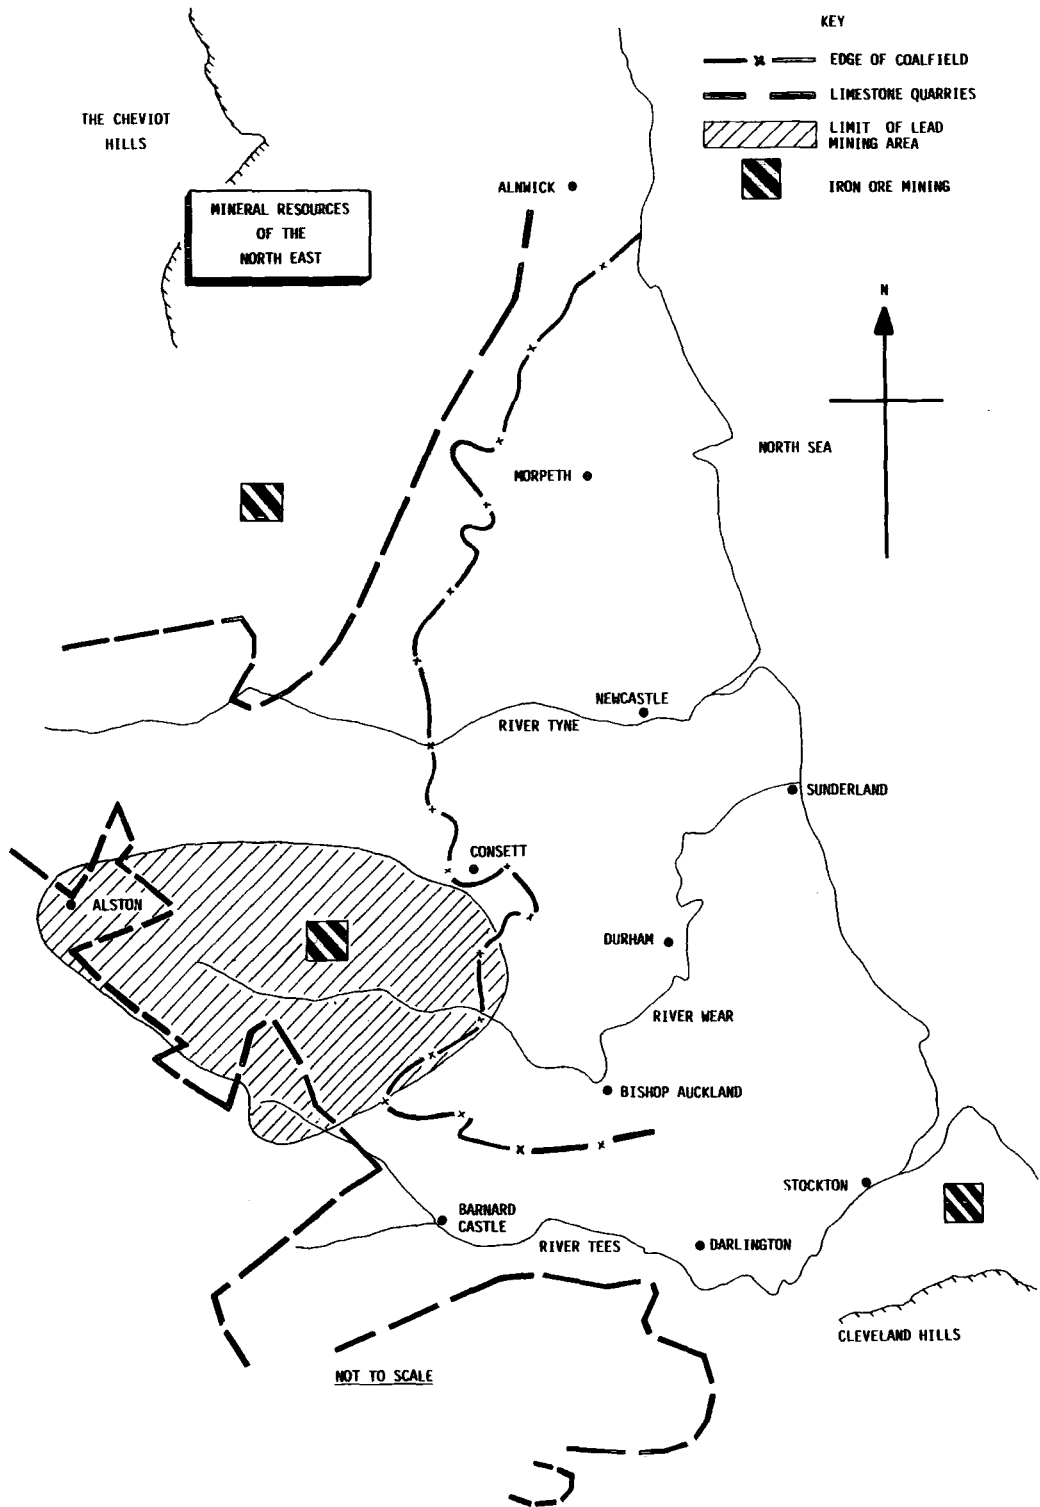 KEY
EDGE OF COALFIELD
LIMESTONE QUARRIES
LIMIT OF LEAD
MINING AREA
IRON ORE MINING
THE CHEVIOT
HILLS
MINERAL RESOURCES
OF THE
NORTH EAST
ALNWICK
N
NORTH SEA
MORPETH
NEWCASTLE
RIVER TYNE
SUNDERLAND
CONSETT
ALSTON
DURHAM
RIVER WEAR
BISHOP AUCKLAND
STOCKTON
BARNARD
CASTLE
RIVER TEES
DARLINGTON
CLEVELAND HILLS
NOT TO SCALE